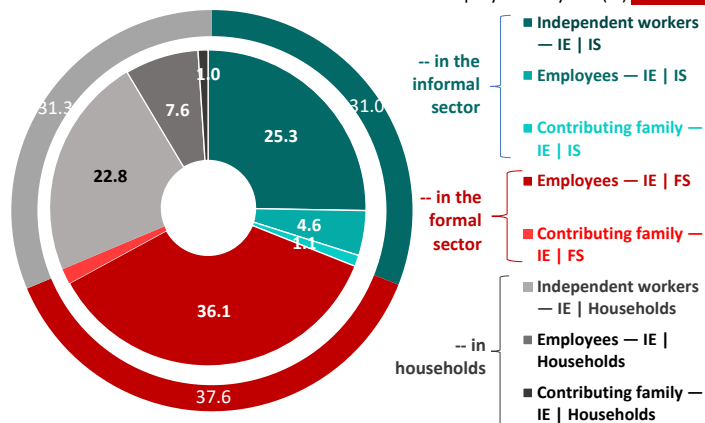 31.3
31.0
37.6
1.0
7.6
25.3
22.8
4.6
1.1
36.1
-- in the
informal
sector
Independent workers
— IE | IS
Employees — IE | IS
Contributing family —
IE | IS
-- in the
formal
sector
Employees — IE | FS
Contributing family —
IE | FS
-- in
households
Independent workers
— IE | Households
Employees — IE |
Households
Contributing family —
IE | Households